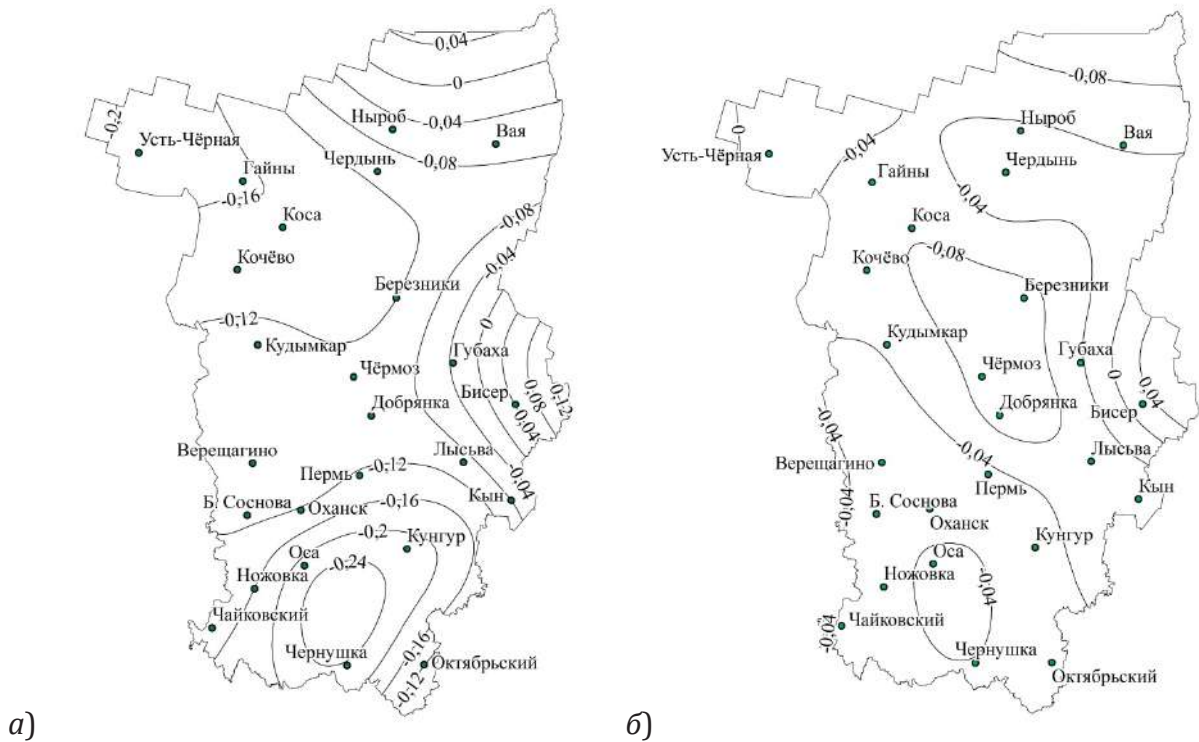 0,04
0
-0,04
-0,08
-0,2
Ныроб
Вая
Усть-Чёрная
Чердынь
Гайны
-0,16
Коса
-0,08
-0,04
Кочёво
Березники
-0,12
0
Кудымкар
Губаха
Чёрмоз
0,08
0,12
Бисер
Добрянка
0,04
Верещагино
Лысьва
Пермь
-0,12
-0,04
Кын
Б. Соснова
Оханск
-0,16
-0,2
Кунгур
Оса
-0,24
Ножовка
Чайковский
Чернушка
-0,16
Октябрьский
-0,12
а)
-0,08
0
Ныроб
Вая
Усть-Чёрная
-0,04
Чердынь
Гайны
-0,04
Коса
-0,08
Кочёво
Березники
Кудымкар
Губаха
0
Чёрмоз
0,04
Бисер
Добрянка
-0,04
Верещагино
-0,04
Лысьва
Пермь
Кын
-0,04
Б. Соснова
Оханск
Кунгур
Оса
Ножовка
-0,04
Чайковский
-0,04
Чернушка
Октябрьский
б)